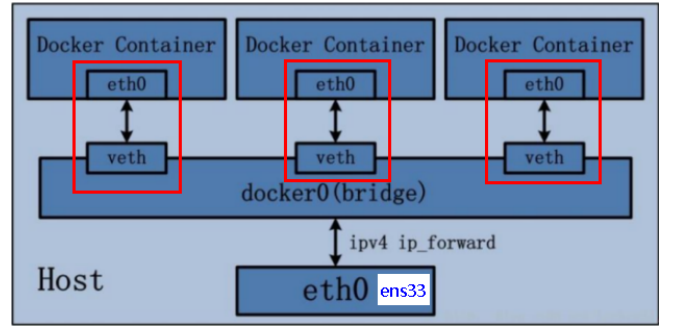 Docker Container Docker Container Docker Container
eth0 eth0 eth0
veth veth veth
docker0(bridge)
ipv4 ip_forward
Host
eth0 ens33